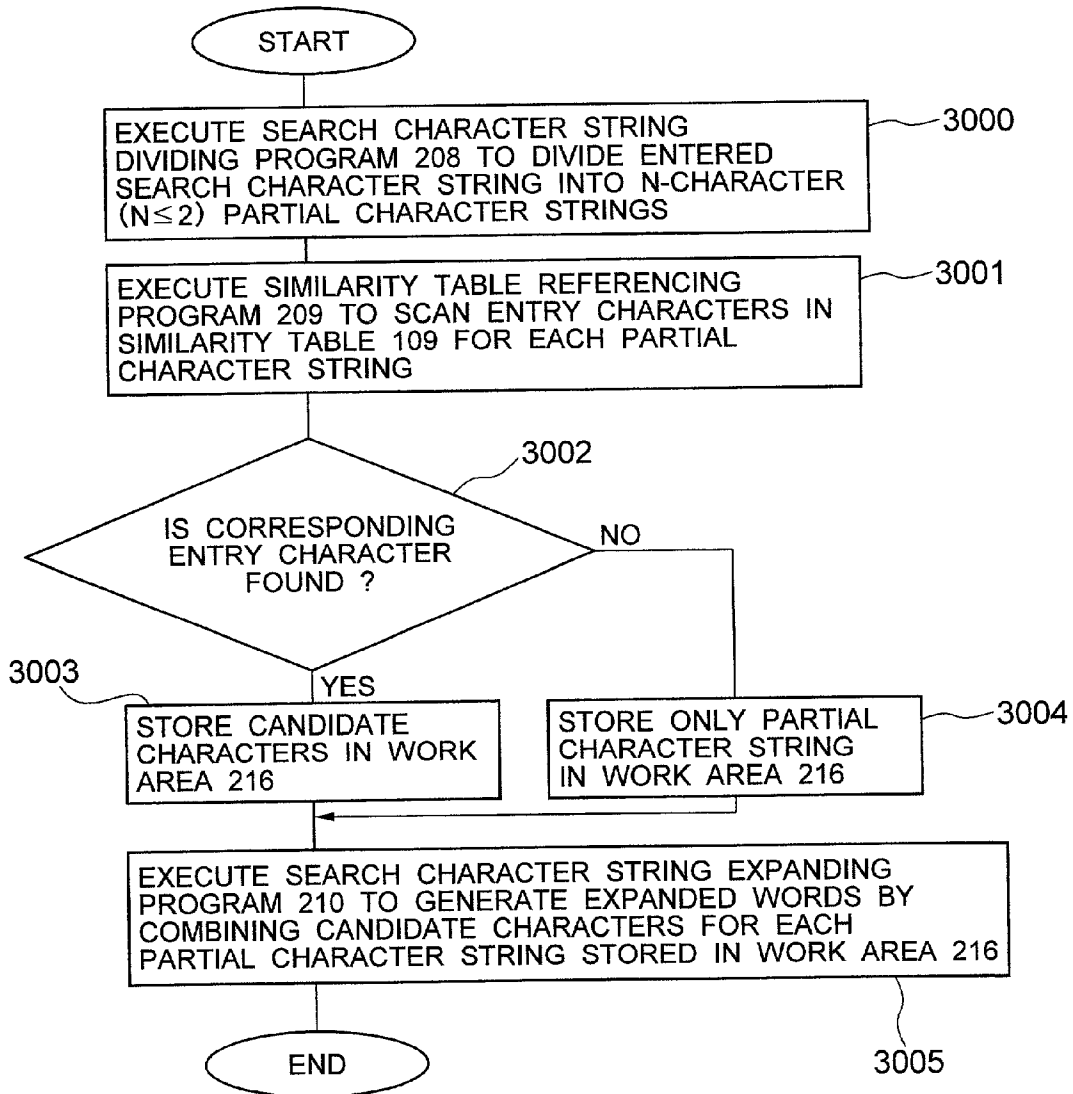 START
EXECUTE SEARCH CHARACTER STRING
DIVIDING PROGRAM 208 TO DIVIDE ENTERED
SEARCH CHARACTER STRING INTO N-CHARACTER
(N≤2) PARTIAL CHARACTER STRINGS
3000
EXECUTE SIMILARITY TABLE REFERENCING
PROGRAM 209 TO SCAN ENTRY CHARACTERS IN
SIMILARITY TABLE 109 FOR EACH PARTIAL
CHARACTER STRING
3001
3002
IS CORRESPONDING
ENTRY CHARACTER
FOUND ?
NO
YES
3003
STORE CANDIDATE
CHARACTERS IN WORK
AREA 216
STORE ONLY PARTIAL
CHARACTER STRING
IN WORK AREA 216
3004
EXECUTE SEARCH CHARACTER STRING EXPANDING
PROGRAM 210 TO GENERATE EXPANDED WORDS BY
COMBINING CANDIDATE CHARACTERS FOR EACH
PARTIAL CHARACTER STRING STORED IN WORK AREA 216
3005
END